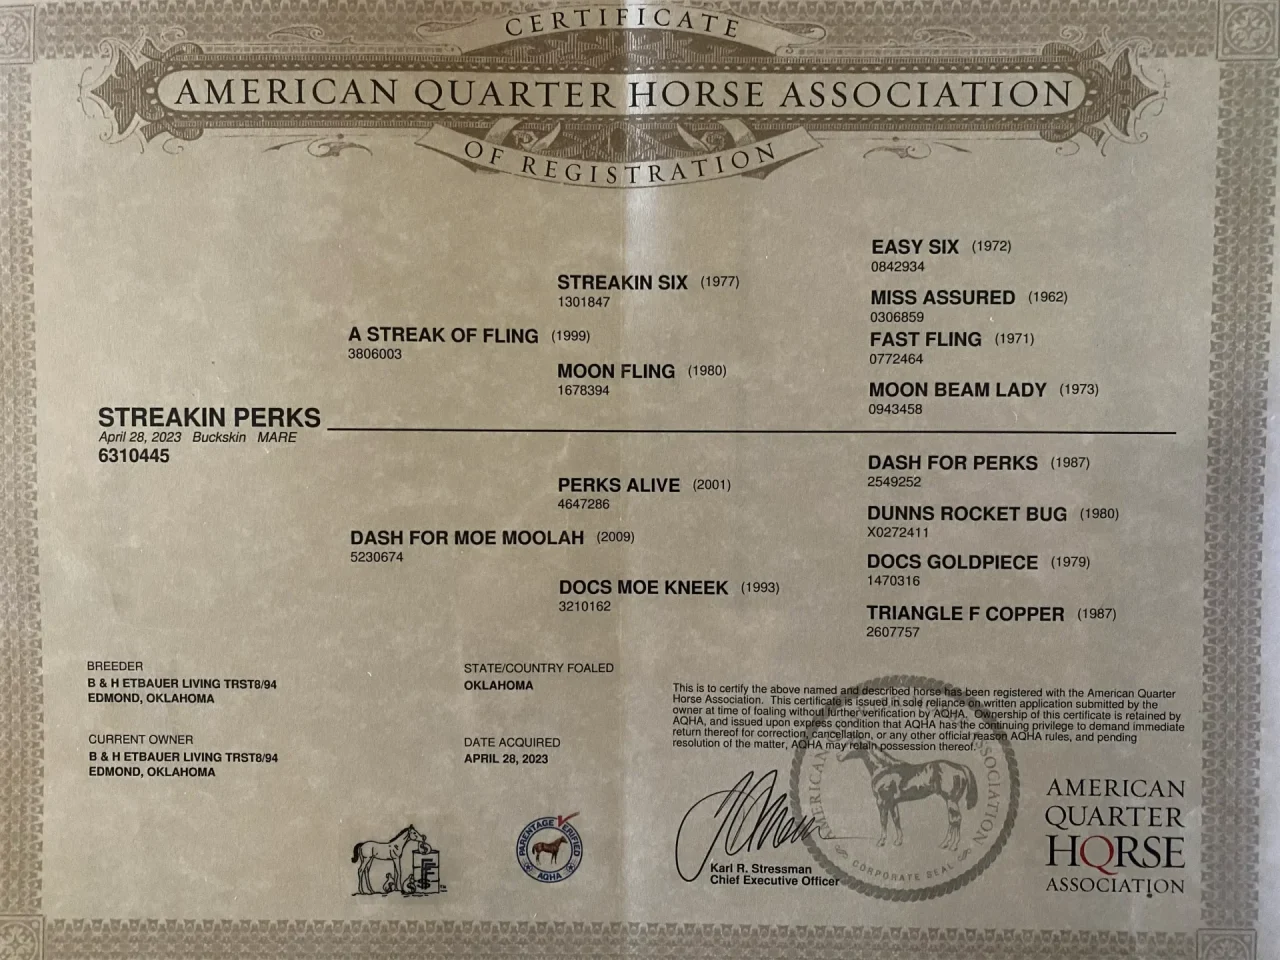 CERTIFICATE
AMERICAN QUARTER HORSE ASSOCIATION
OF REGISTRATION
EASY SIX (1972)
0842934
STREAKIN SIX (1977)
1301847
MISS ASSURED (1962)
0306859
A STREAK OF FLING (1999)
3806003
FAST FLING (1971)
0772464
MOON FLING (1980)
1678394
MOON BEAM LADY (1973)
0943458
STREAKIN PERKS
April 28, 2023 Buckskin MARE
6310445
DASH FOR PERKS (1987)
2549252
PERKS ALIVE (2001)
4647286
DUNNS ROCKET BUG (1980)
X0272411
DASH FOR MOE MOOLAH (2009)
5230674
DOCS GOLDPIECE (1979)
1470316
DOCS MOE KNEEK (1993)
3210162
TRIANGLE F COPPER (1987)
2607757
BREEDER
B & H ETBAUER LIVING TRST8/94
EDMOND, OKLAHOMA
STATE/COUNTRY FOALED
OKLAHOMA
CURRENT OWNER
B & H ETBAUER LIVING TRST8/94
EDMOND, OKLAHOMA
DATE ACQUIRED
APRIL 28, 2023
This is to certify the above named and described horse has been registered with the American Quarter
Horse Association. This certificate is issued in sole reliance on written application submitted by the
owner at time of foaling without further verification by AQHA. Ownership of this certificate is retained by
AQHA, and issued upon express condition that AQHA has the continuing privilege to demand immediate
return thereof for correction, cancellation, or any other official reason AQHA rules, and pending
resolution of the matter, AQHA may retain possession thereof.
PARENTAGE VERIFIED
AQHA
Karl R. Stressman
Chief Executive Officer
AMERICAN
ASSOCIATION
CORPORATE SEAL
AMERICAN
QUARTER
HORSE
ASSOCIATION